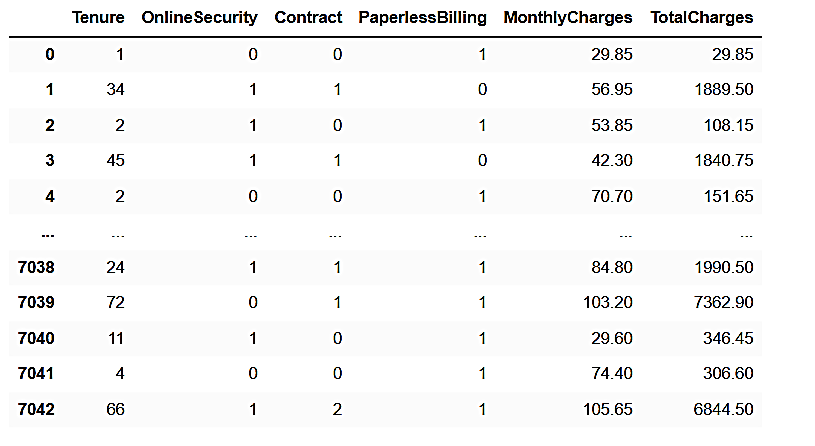 Tenure OnlineSecurity Contract PaperlessBilling MonthlyCharges TotalCharges
0 1 0 0 1 29.85 29.85
1 34 1 1 0 56.95 1889.50
2 2 1 0 1 53.85 108.15
3 45 1 1 0 42.30 1840.75
4 2 0 0 1 70.70 151.65
... ... ... ... ... ... ...
7038 24 1 1 1 84.80 1990.50
7039 72 0 1 1 103.20 7362.90
7040 11 1 0 1 29.60 346.45
7041 4 0 0 1 74.40 306.60
7042 66 1 2 1 105.65 6844.50